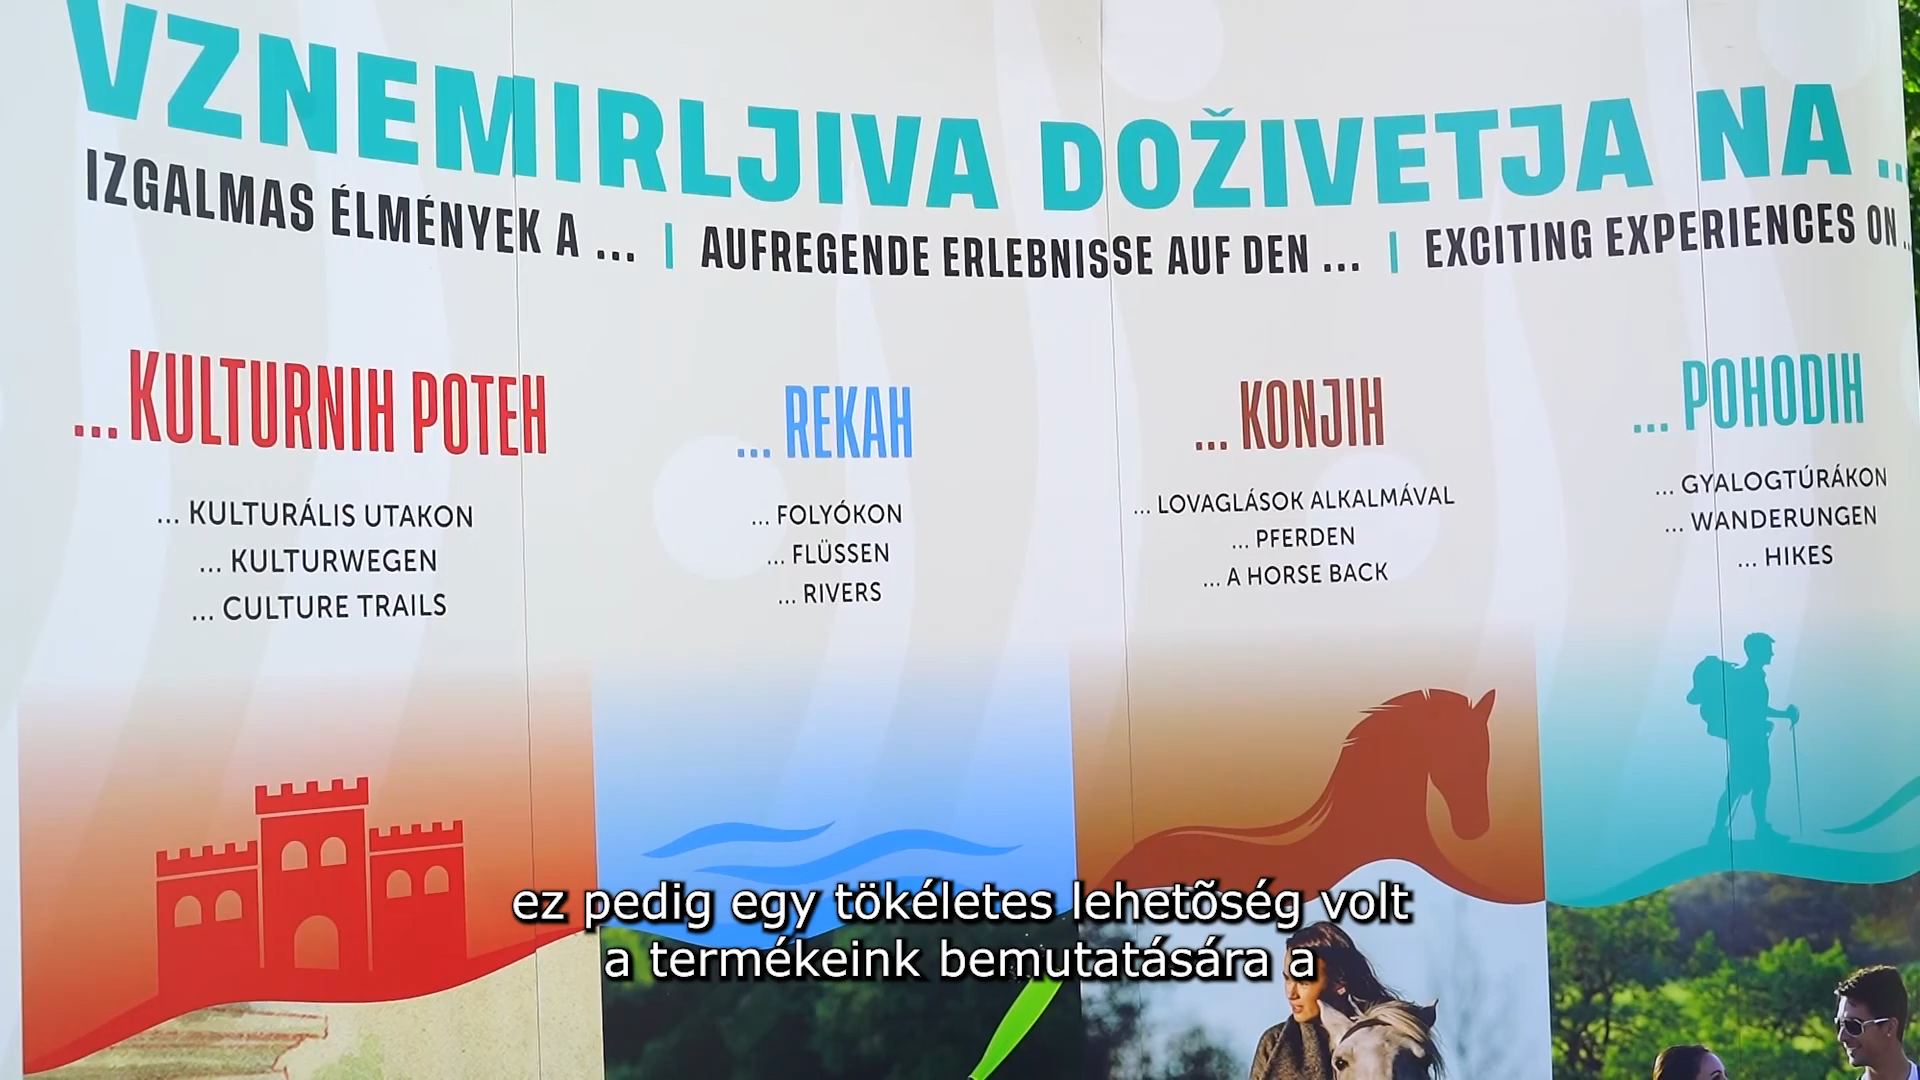 VZNEMIRLJIVA DOŽIVETJA NA ..
IZGALMAS ÉLMÉNYEK A ... | AUFREGENDE ERLEBNISSE AUF DEN ... | EXCITING EXPERIENCES ON ..
... KULTURNIH POTEH
... KULTURÁLIS UTAKON
... KULTURWEGEN
... CULTURE TRAILS
... REKAH
... FOLYÓKON
... FLÜSSEN
... RIVERS
... KONJIH
... LOVAGLÁSOK ALKALMÁVAL
... PFERDEN
... A HORSE BACK
... POHODIH
... GYALOGTÚRÁKON
... WANDERUNGEN
... HIKES
ez pedig egy tökéletes lehetõség volt
a termékeink bemutatására a